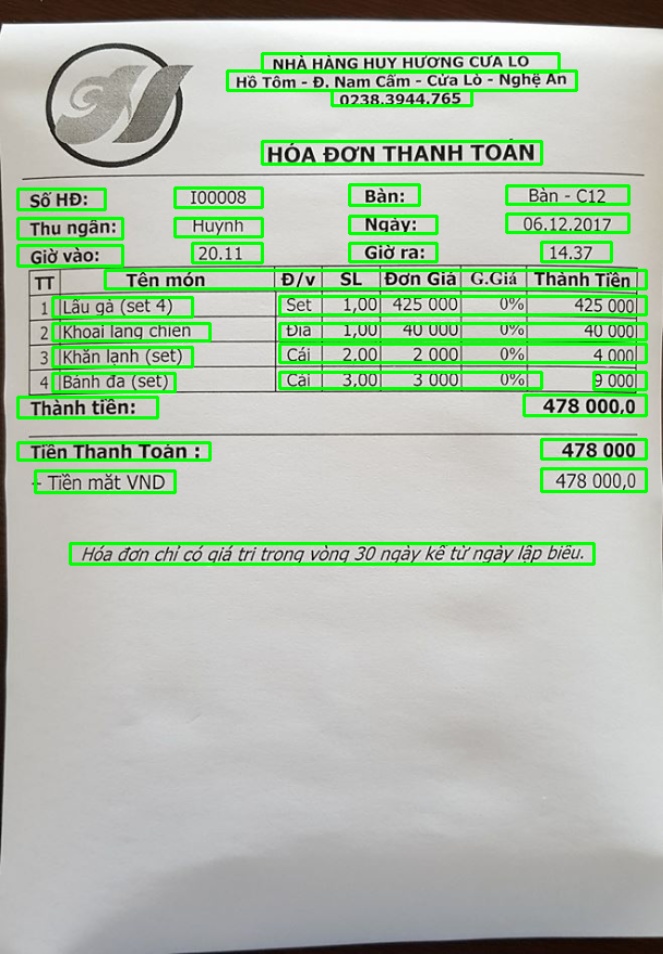 NHÀ HÀNG HUY HƯƠNG CỬA LÒ
Hồ Tôm - Đ. Nam Cấm - Cửa Lò - Nghệ An
0238.3944.765
HÓA ĐƠN THANH TOÁN
Số HĐ: I00008 Bàn: Bàn - C12
Thu ngân: Huynh Ngày: 06.12.2017
Giờ vào: 20.11 Giờ ra: 14.37
TT Tên món Đ/v SL Đơn Giá G.Giá Thành Tiền
1 Lẩu gà (set 4) Set 1,00 425 000 0% 425 000
2 Khoai lang chiên Đĩa 1,00 40 000 0% 40 000
3 Khăn lạnh (set) Cái 2.00 2 000 0% 4 000
4 Bánh đa (set) Cái 3,00 3 000 0% 9 000
Thành tiền: 478 000,0
Tiền Thanh Toán : 478 000
- Tiền mặt VND 478 000,0
Hóa đơn chỉ có giá trị trong vòng 30 ngày kể từ ngày lập biểu.